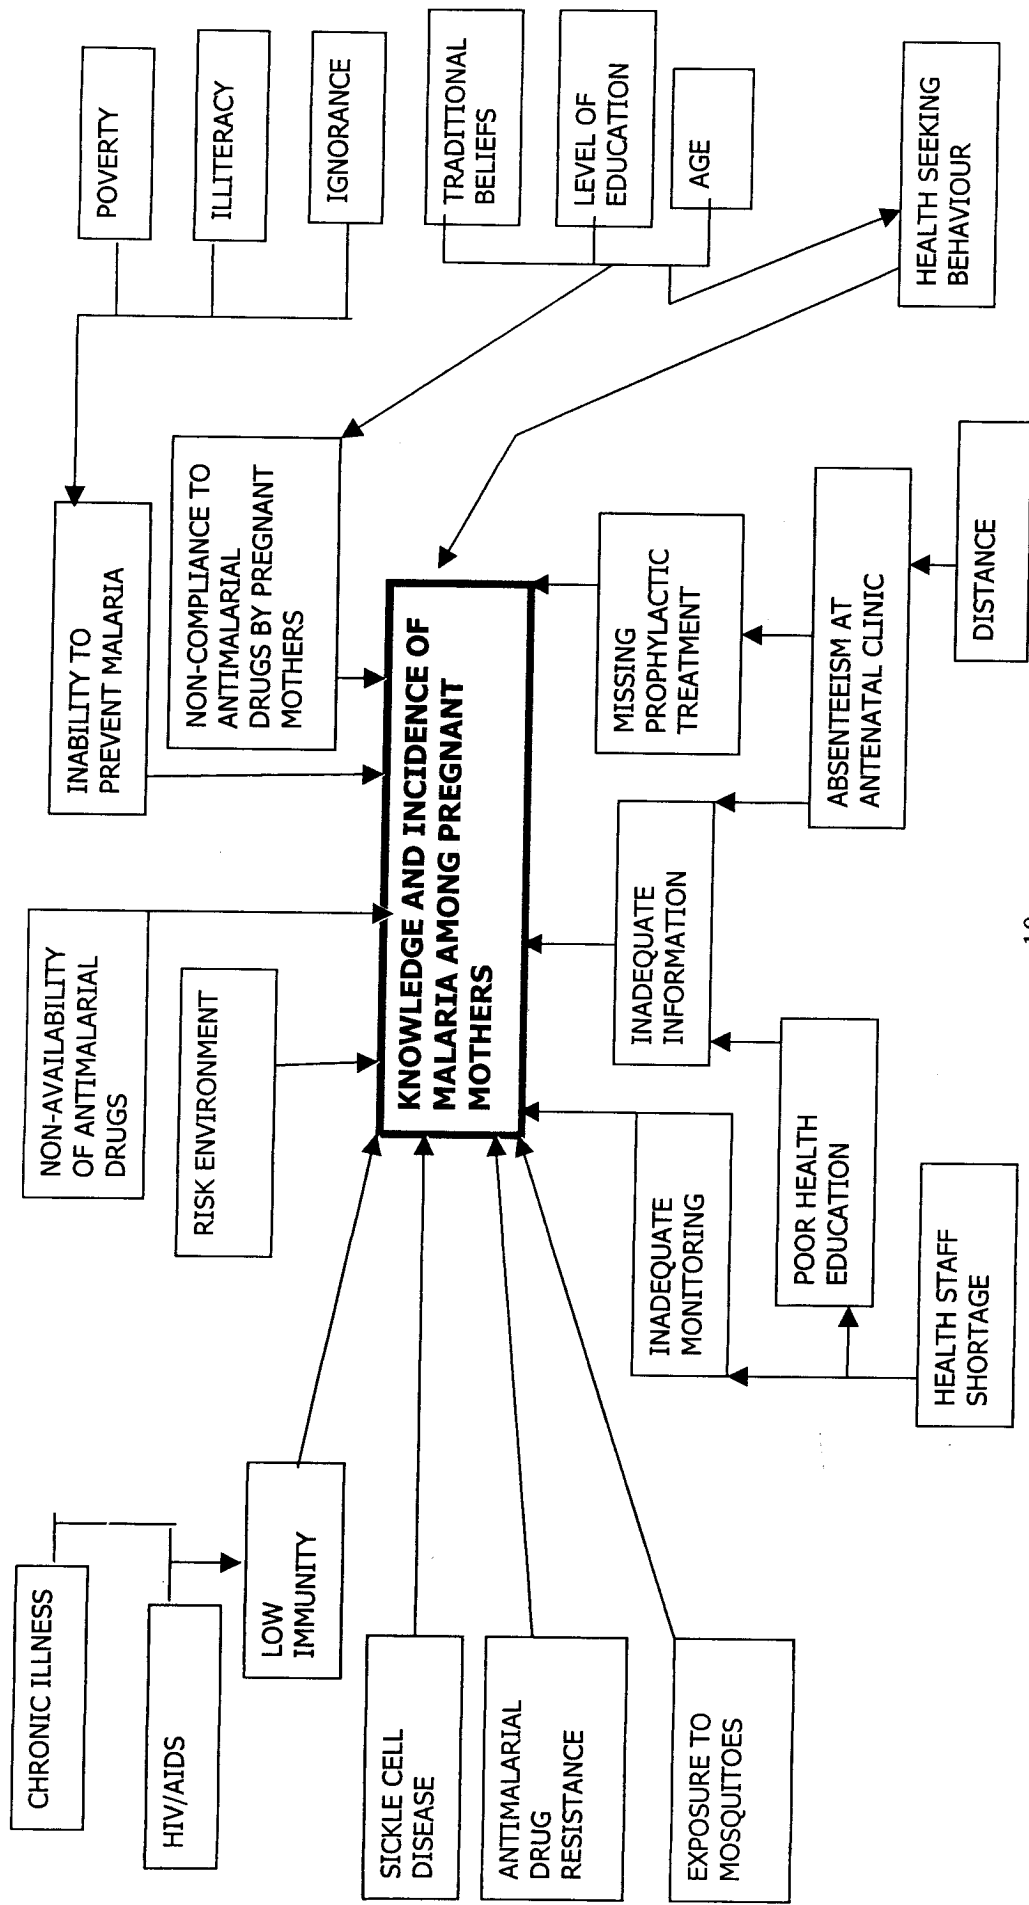 CHRONIC ILLNESS
HIV/AIDS
LOW
IMMUNITY
SICKLE CELL
DISEASE
ANTIMALARIAL
DRUG
RESISTANCE
EXPOSURE TO
MOSQUITOES
NON-AVAILABILITY
OF ANTIMALARIAL
DRUGS
RISK ENVIRONMENT
INABILITY TO
PREVENT MALARIA
NON-COMPLIANCE TO
ANTIMALARIAL
DRUGS BY PREGNANT
MOTHERS
KNOWLEDGE AND INCIDENCE OF
MALARIA AMONG PREGNANT
MOTHERS
INADEQUATE
MONITORING
POOR HEALTH
EDUCATION
HEALTH STAFF
SHORTAGE
INADEQUATE
INFORMATION
MISSING
PROPHYLACTIC
TREATMENT
ABSENTEEISM AT
ANTENATAL CLINIC
DISTANCE
POVERTY
ILLITERACY
IGNORANCE
TRADITIONAL
BELIEFS
LEVEL OF
EDUCATION
AGE
HEALTH SEEKING
BEHAVIOUR